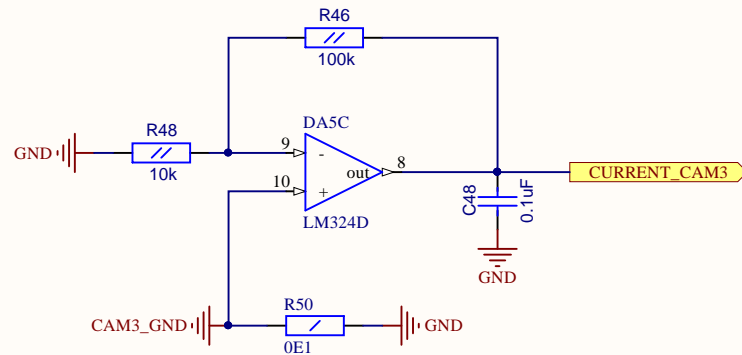 R46
100k
DA5C
R48
GND
10k
9
-
8
out
10
+
LM324D
CURRENT_CAM3
C48
0.1uF
GND
R50
CAM3_GND
GND
0E1